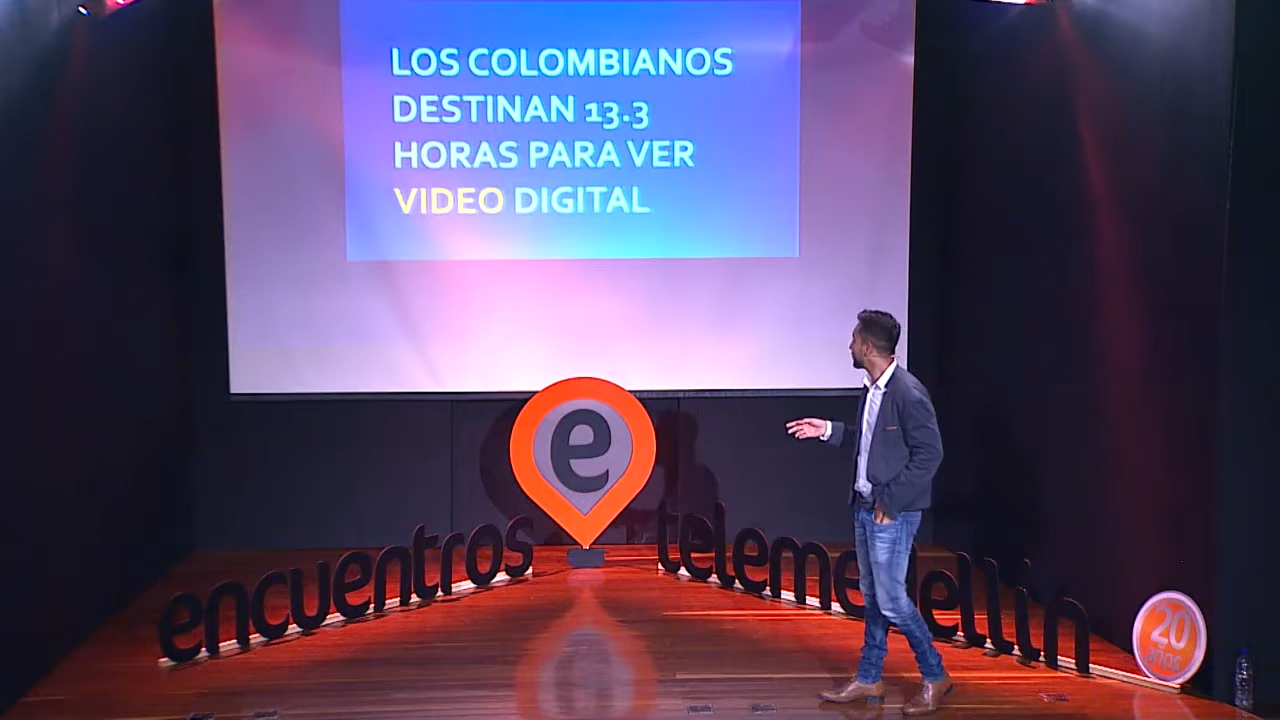 LOS COLOMBIANOS
DESTINAN 13.3
HORAS PARA VER
VIDEO DIGITAL
e
encuentros
telemedellín
20
años